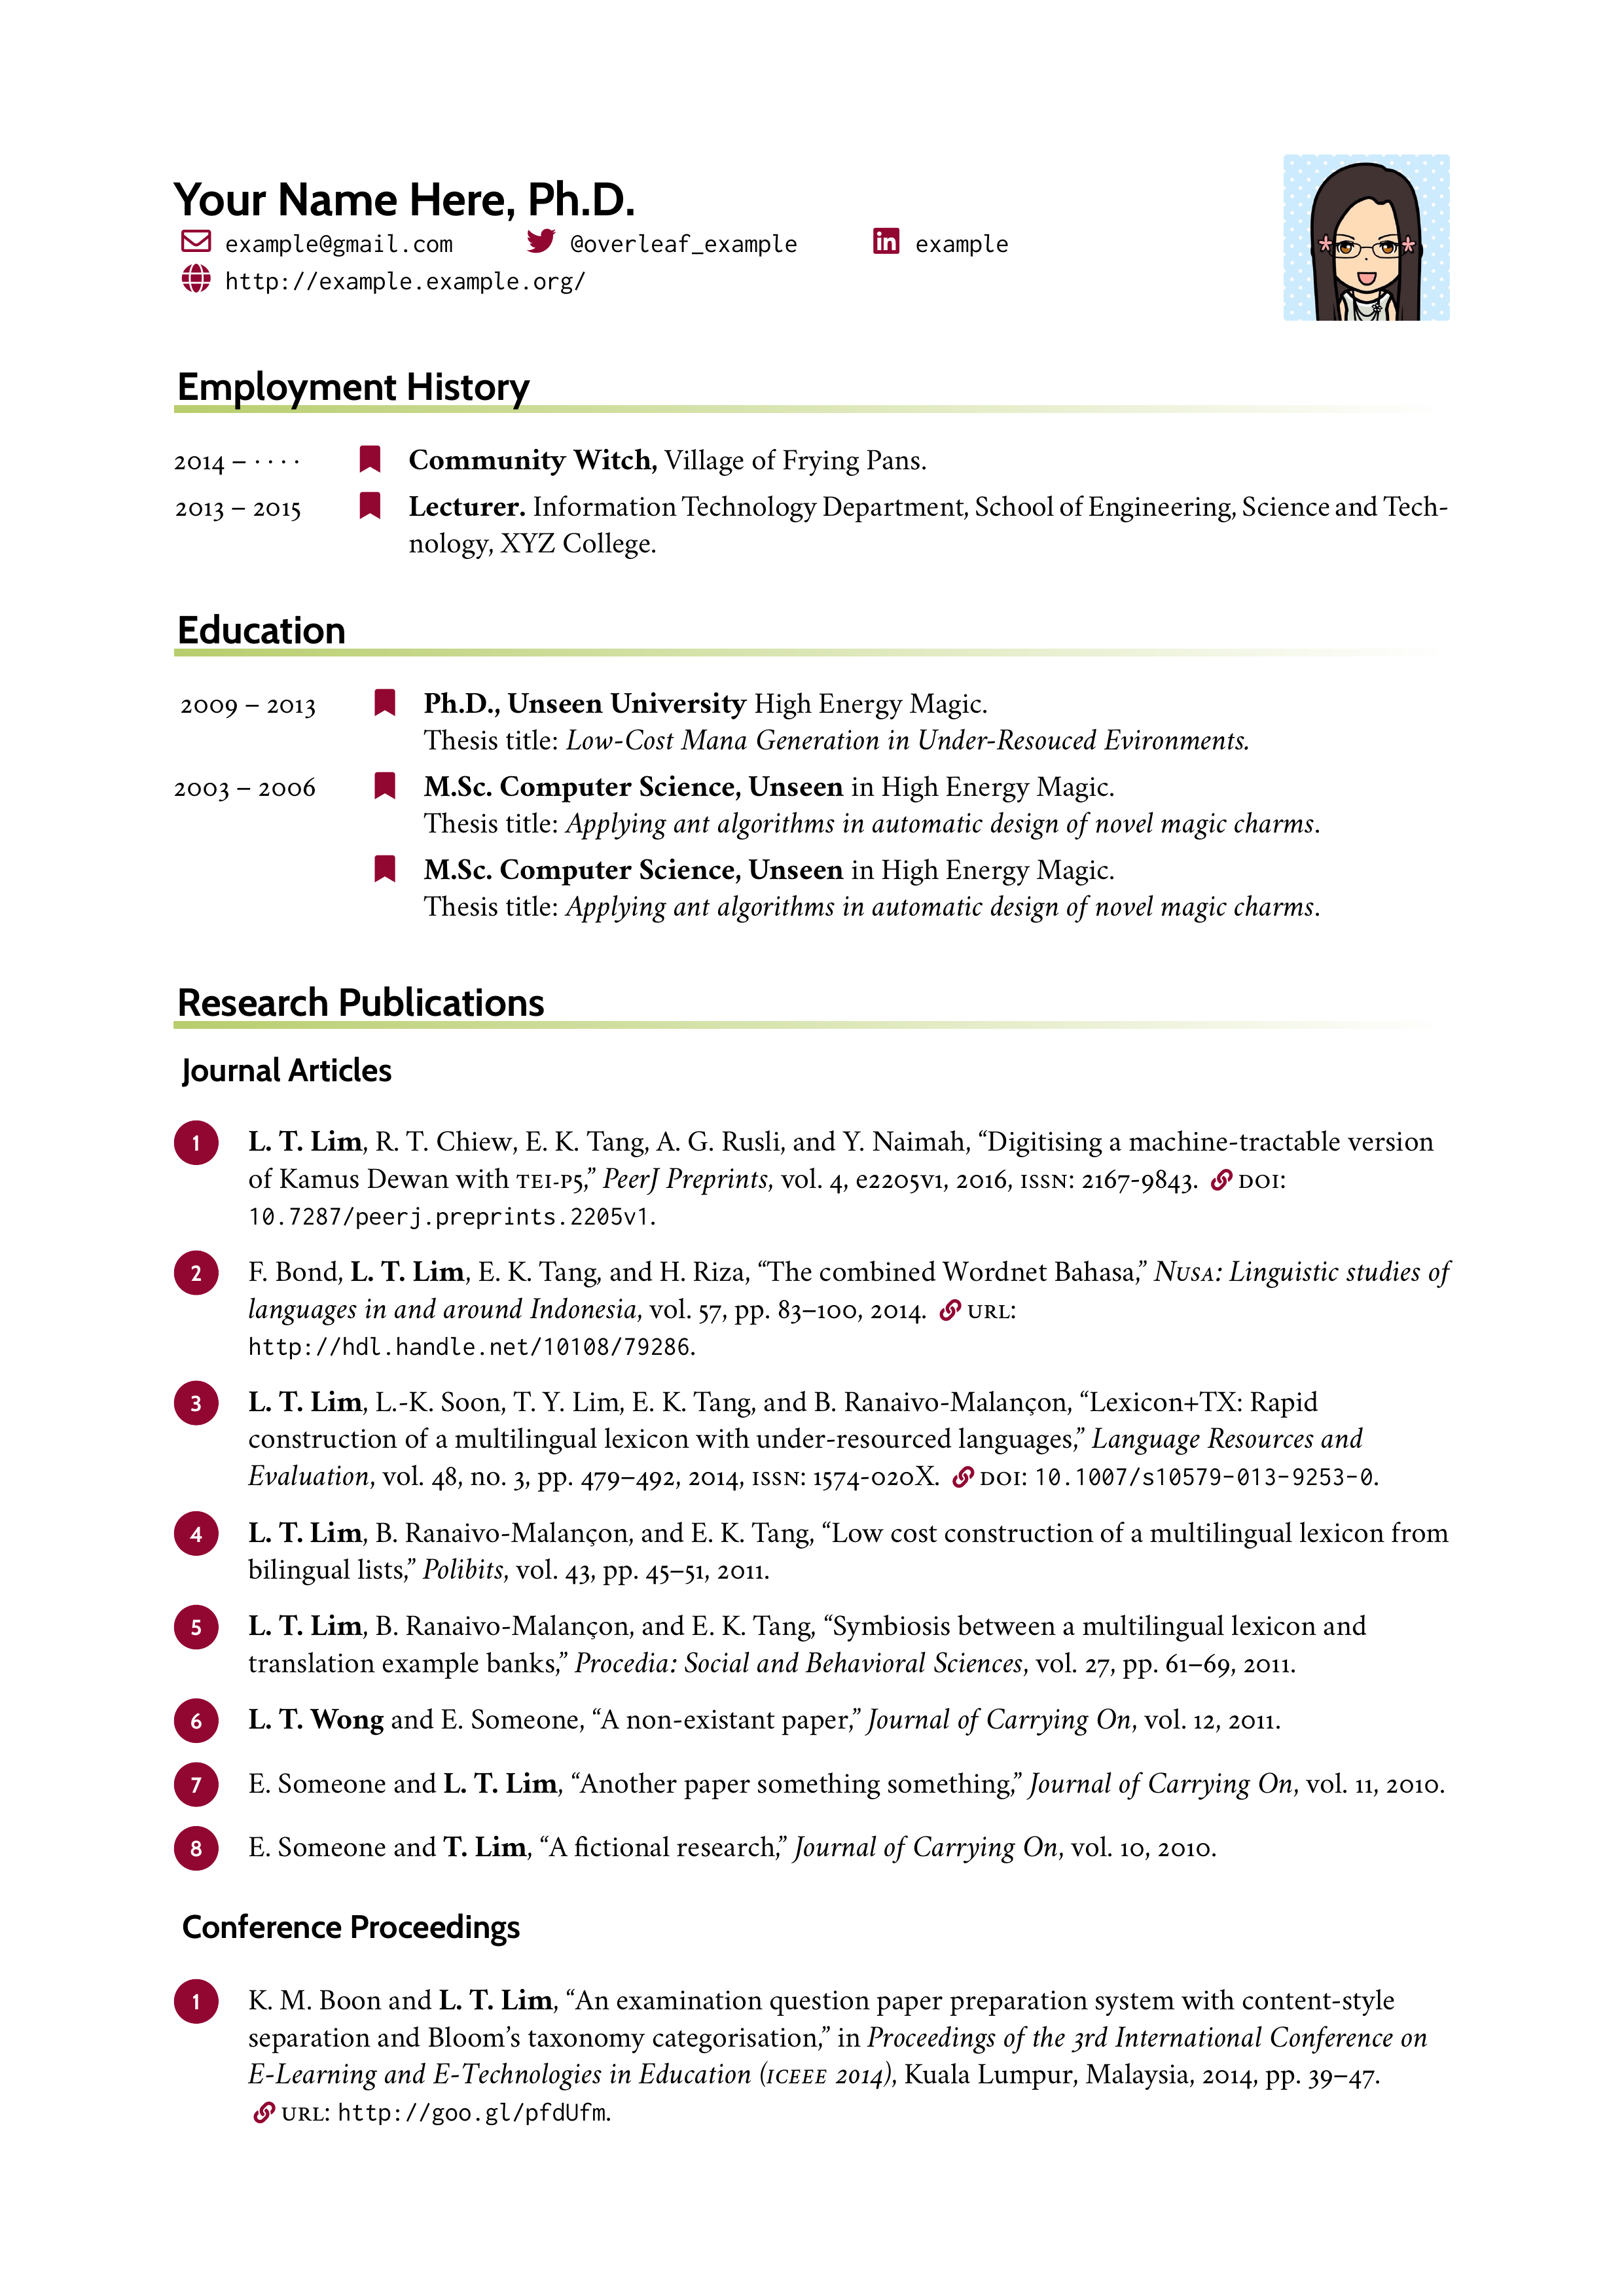 Your Name Here, Ph.D.
example@gmail.com @overleaf_example example
http://example.example.org/
Employment History
2014 – · · · · Community Witch, Village of Frying Pans.
2013 – 2015 Lecturer. Information Technology Department, School of Engineering, Science and Tech-
nology, XYZ College.
Education
2009 – 2013 Ph.D., Unseen University High Energy Magic.
Thesis title: Low-Cost Mana Generation in Under-Resouced Evironments.
2003 – 2006 M.Sc. Computer Science, Unseen in High Energy Magic.
Thesis title: Applying ant algorithms in automatic design of novel magic charms.
M.Sc. Computer Science, Unseen in High Energy Magic.
Thesis title: Applying ant algorithms in automatic design of novel magic charms.
Research Publications
Journal Articles
1 L. T. Lim, R. T. Chiew, E. K. Tang, A. G. Rusli, and Y. Naimah, “Digitising a machine-tractable version
of Kamus Dewan with TEI-P5,” PeerJ Preprints, vol. 4, e2205v1, 2016, ISSN: 2167-9843. DOI:
10.7287/peerj.preprints.2205v1.
2 F. Bond, L. T. Lim, E. K. Tang, and H. Riza, “The combined Wordnet Bahasa,” NUSA: Linguistic studies of
languages in and around Indonesia, vol. 57, pp. 83–100, 2014. URL:
http://hdl.handle.net/10108/79286.
3 L. T. Lim, L.-K. Soon, T. Y. Lim, E. K. Tang, and B. Ranaivo-Malançon, “Lexicon+TX: Rapid
construction of a multilingual lexicon with under-resourced languages,” Language Resources and
Evaluation, vol. 48, no. 3, pp. 479–492, 2014, ISSN: 1574-020X. DOI: 10.1007/s10579-013-9253-0.
4 L. T. Lim, B. Ranaivo-Malançon, and E. K. Tang, “Low cost construction of a multilingual lexicon from
bilingual lists,” Polibits, vol. 43, pp. 45–51, 2011.
5 L. T. Lim, B. Ranaivo-Malançon, and E. K. Tang, “Symbiosis between a multilingual lexicon and
translation example banks,” Procedia: Social and Behavioral Sciences, vol. 27, pp. 61–69, 2011.
6 L. T. Wong and E. Someone, “A non-existant paper,” Journal of Carrying On, vol. 12, 2011.
7 E. Someone and L. T. Lim, “Another paper something something,” Journal of Carrying On, vol. 11, 2010.
8 E. Someone and T. Lim, “A fictional research,” Journal of Carrying On, vol. 10, 2010.
Conference Proceedings
1 K. M. Boon and L. T. Lim, “An examination question paper preparation system with content-style
separation and Bloom’s taxonomy categorisation,” in Proceedings of the 3rd International Conference on
E-Learning and E-Technologies in Education (ICEEE 2014), Kuala Lumpur, Malaysia, 2014, pp. 39–47.
URL: http://goo.gl/pfdUfm.